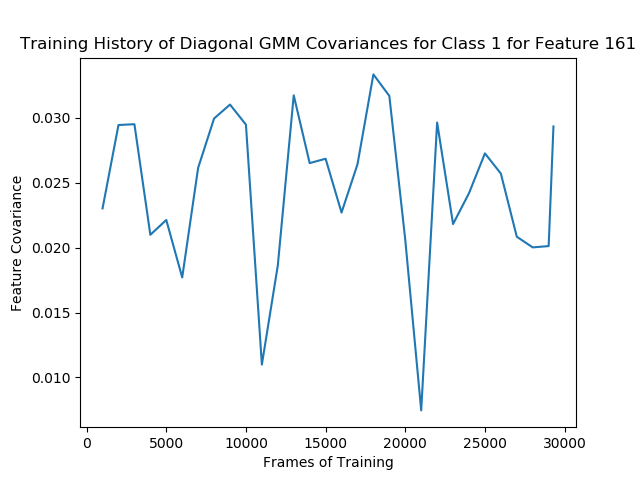 Training History of Diagonal GMM Covariances for Class 1 for Feature 161
0.030
0.025
0.020
0.015
0.010
Feature Covariance
0 5000 10000 15000 20000 25000 30000
Frames of Training